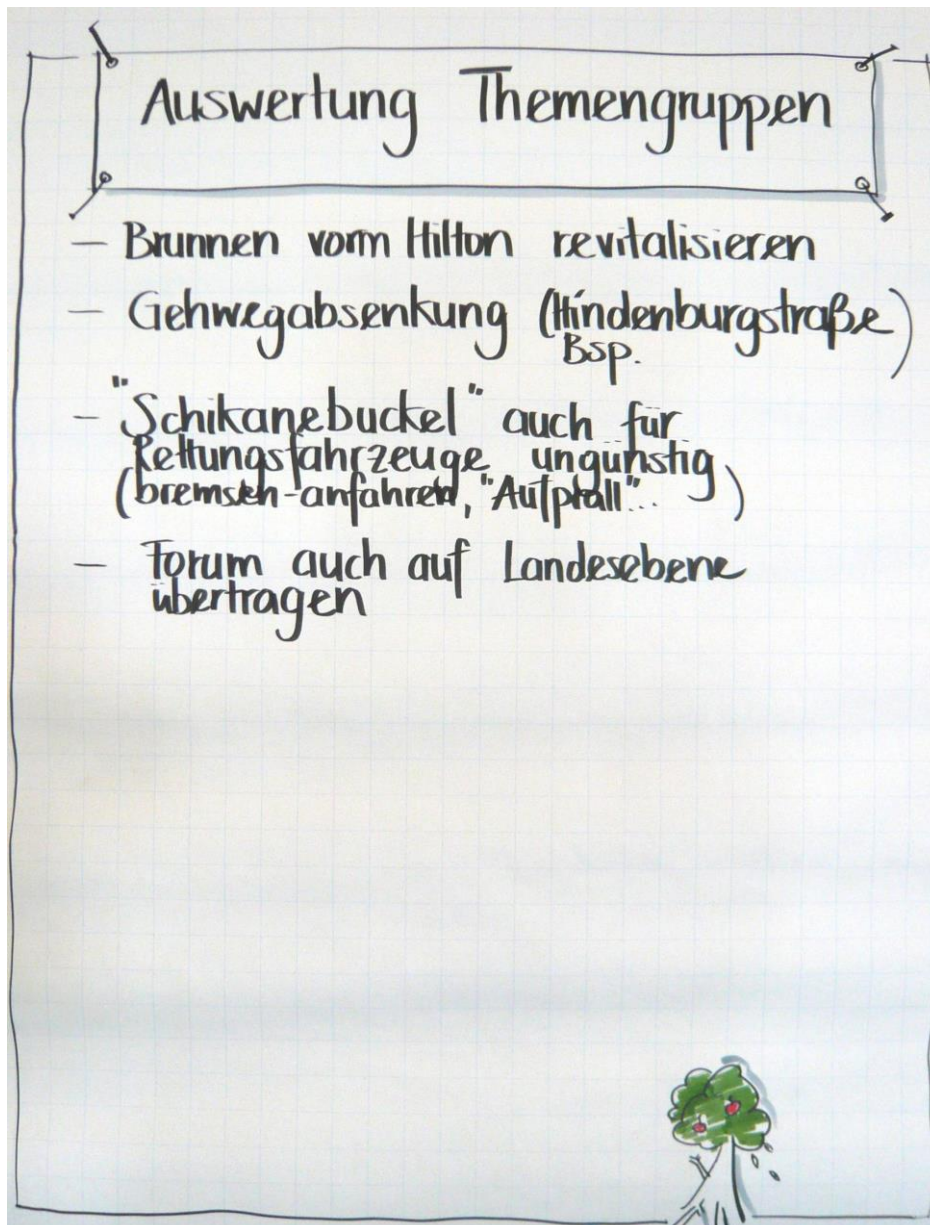 Auswertung Themengruppen
– Brunnen vorm Hilton revitalisieren
– Gehwegabsenkung (Hindenburgstraße)
Bsp.
– "Schikanebuckel" auch für
Rettungsfahrzeuge ungünstig
(bremsen-anfahren, "Aufprall"...)
– Forum auch auf Landesebene
übertragen